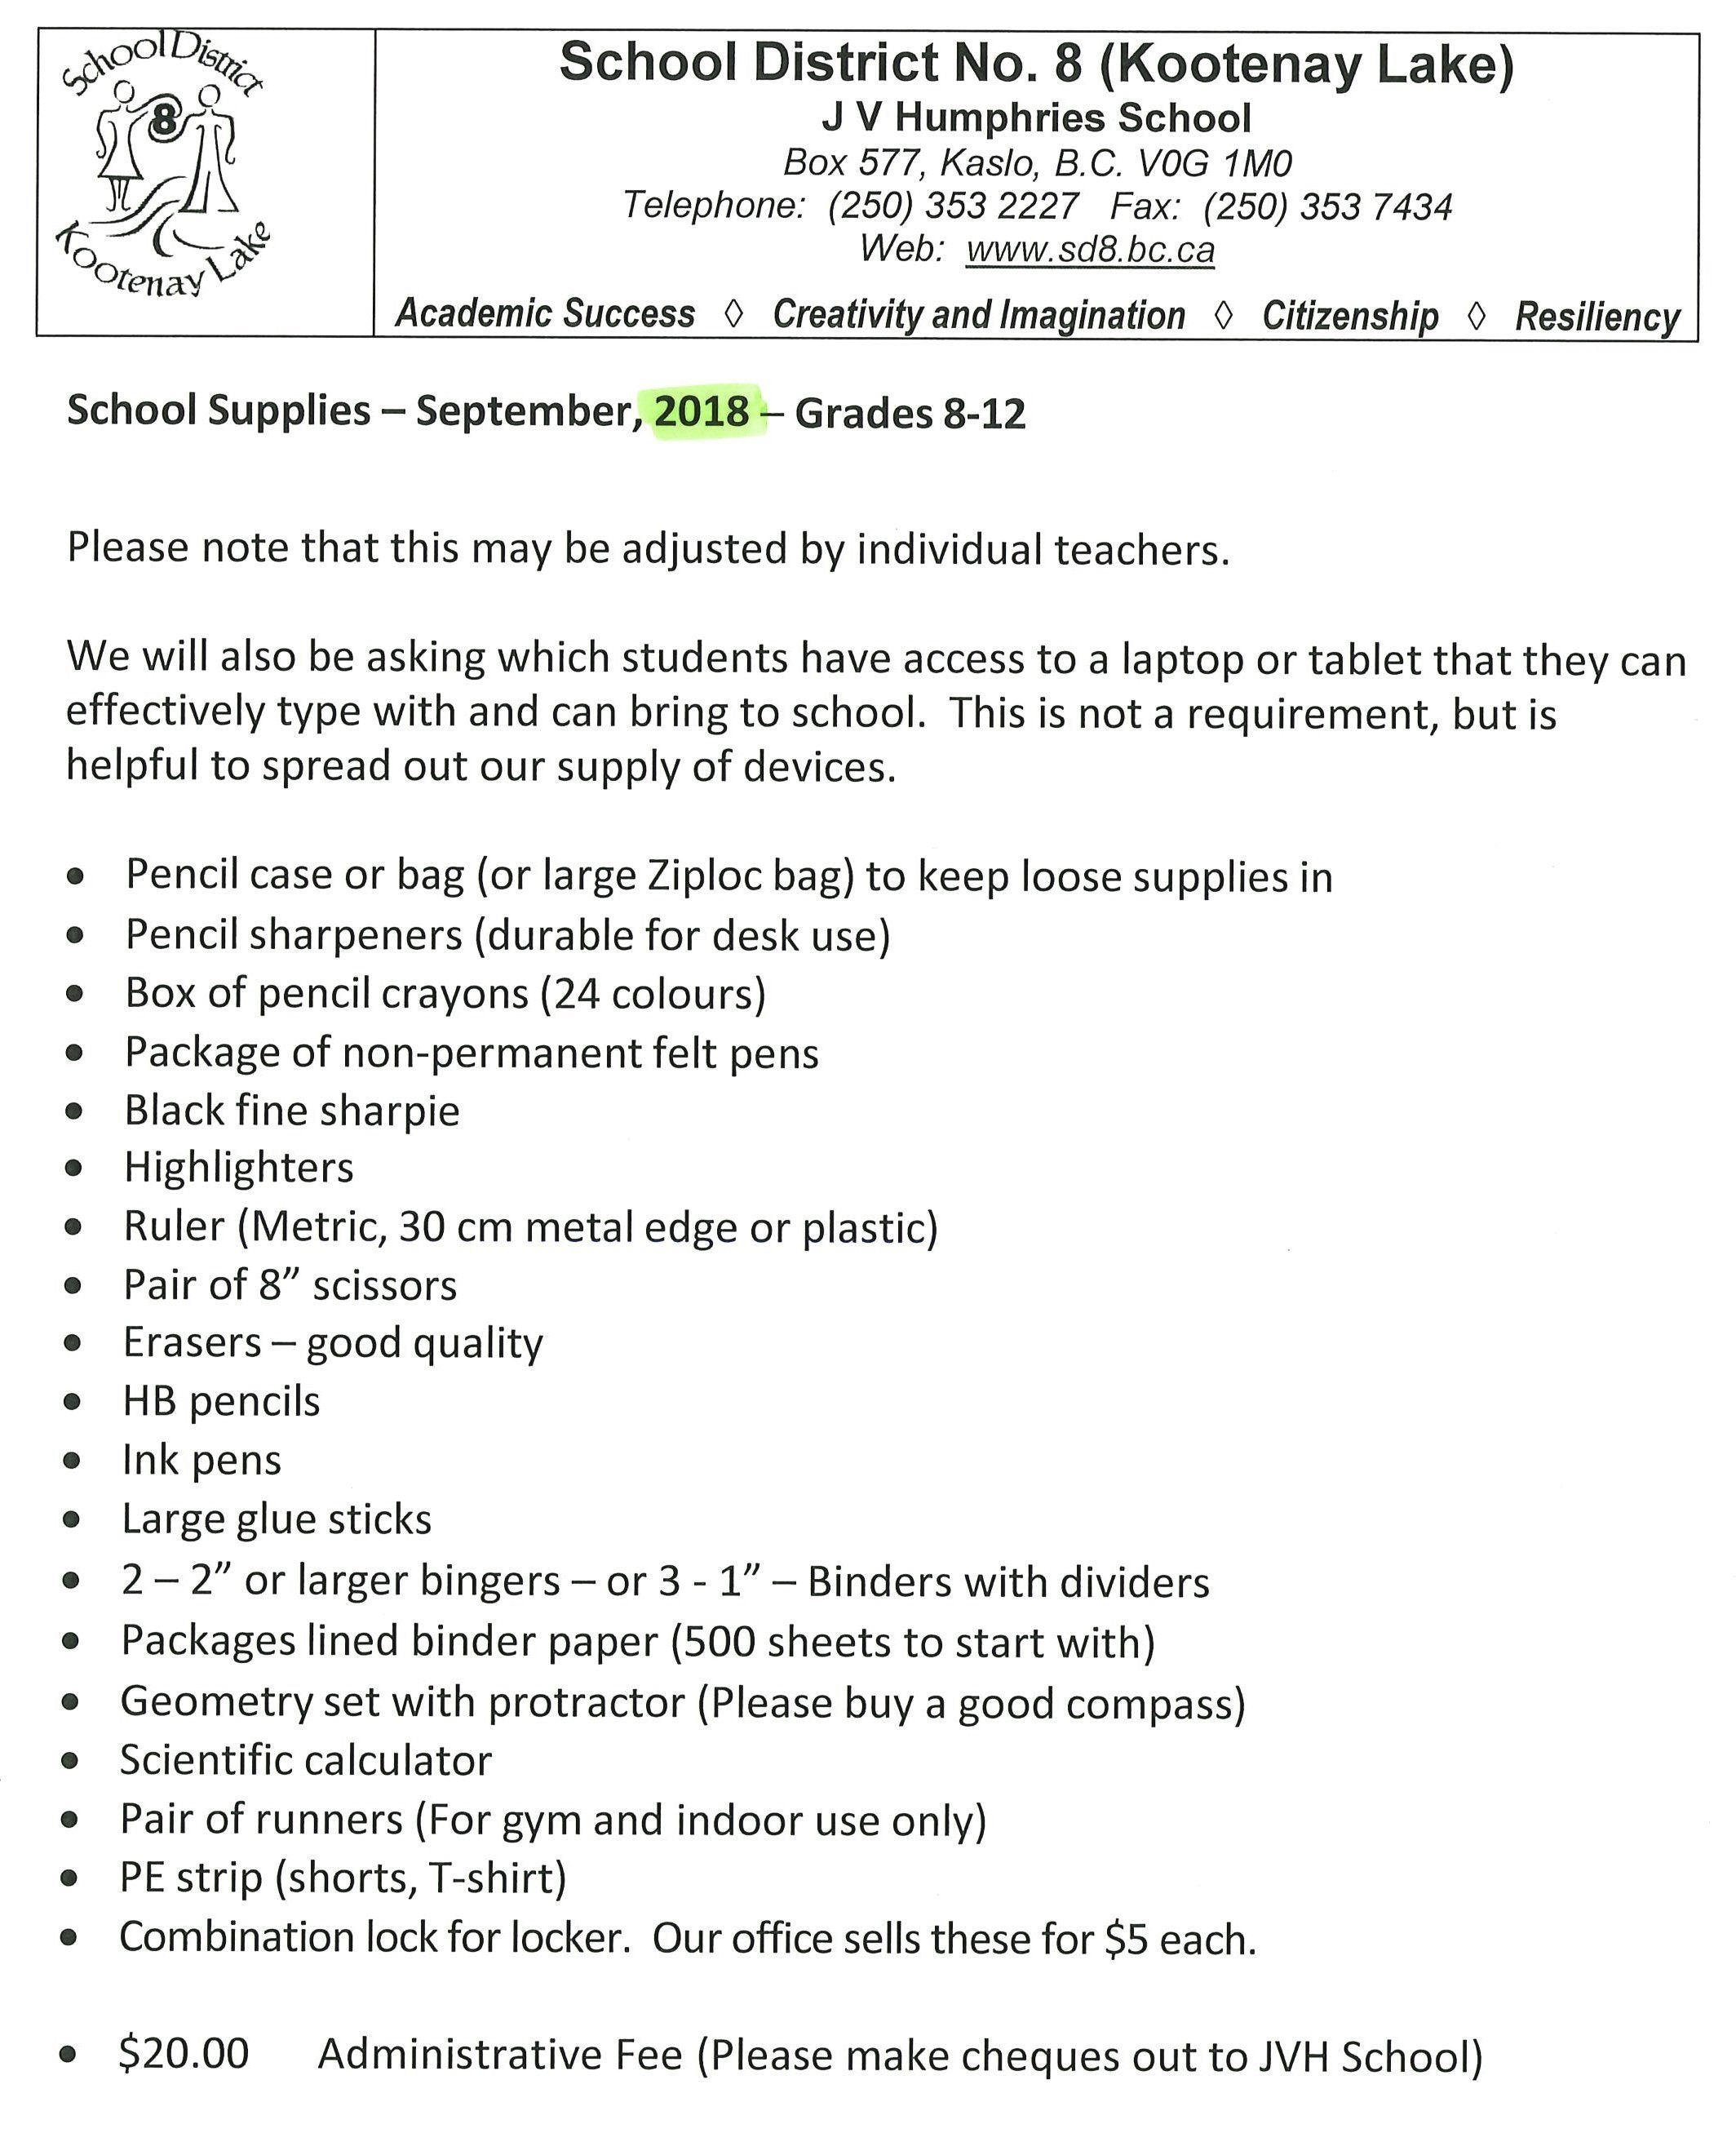 School District
8
Kootenay Lake
School District No. 8 (Kootenay Lake)
J V Humphries School
Box 577, Kaslo, B.C. V0G 1M0
Telephone: (250) 353 2227 Fax: (250) 353 7434
Web: www.sd8.bc.ca
Academic Success ◊ Creativity and Imagination ◊ Citizenship ◊ Resiliency
School Supplies – September, 2018 – Grades 8-12
Please note that this may be adjusted by individual teachers.
We will also be asking which students have access to a laptop or tablet that they can
effectively type with and can bring to school. This is not a requirement, but is
helpful to spread out our supply of devices.
• Pencil case or bag (or large Ziploc bag) to keep loose supplies in
• Pencil sharpeners (durable for desk use)
• Box of pencil crayons (24 colours)
• Package of non-permanent felt pens
• Black fine sharpie
• Highlighters
• Ruler (Metric, 30 cm metal edge or plastic)
• Pair of 8” scissors
• Erasers – good quality
• HB pencils
• Ink pens
• Large glue sticks
• 2 – 2” or larger bingers – or 3 - 1” – Binders with dividers
• Packages lined binder paper (500 sheets to start with)
• Geometry set with protractor (Please buy a good compass)
• Scientific calculator
• Pair of runners (For gym and indoor use only)
• PE strip (shorts, T-shirt)
• Combination lock for locker. Our office sells these for $5 each.
• $20.00 Administrative Fee (Please make cheques out to JVH School)